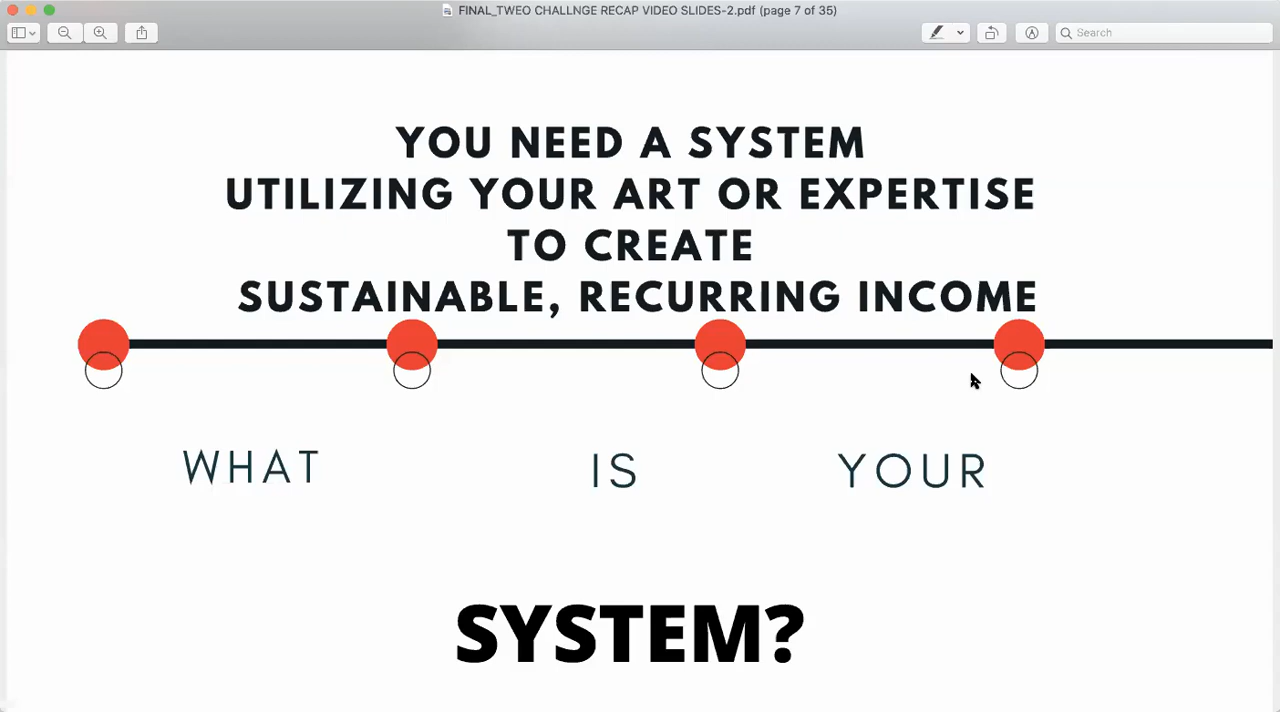 FINAL_TWEO CHALLNGE RECAP VIDEO SLIDES-2.pdf (page 7 of 35)
Search
YOU NEED A SYSTEM
UTILIZING YOUR ART OR EXPERTISE
TO CREATE
SUSTAINABLE, RECURRING INCOME
WHAT IS YOUR
SYSTEM?